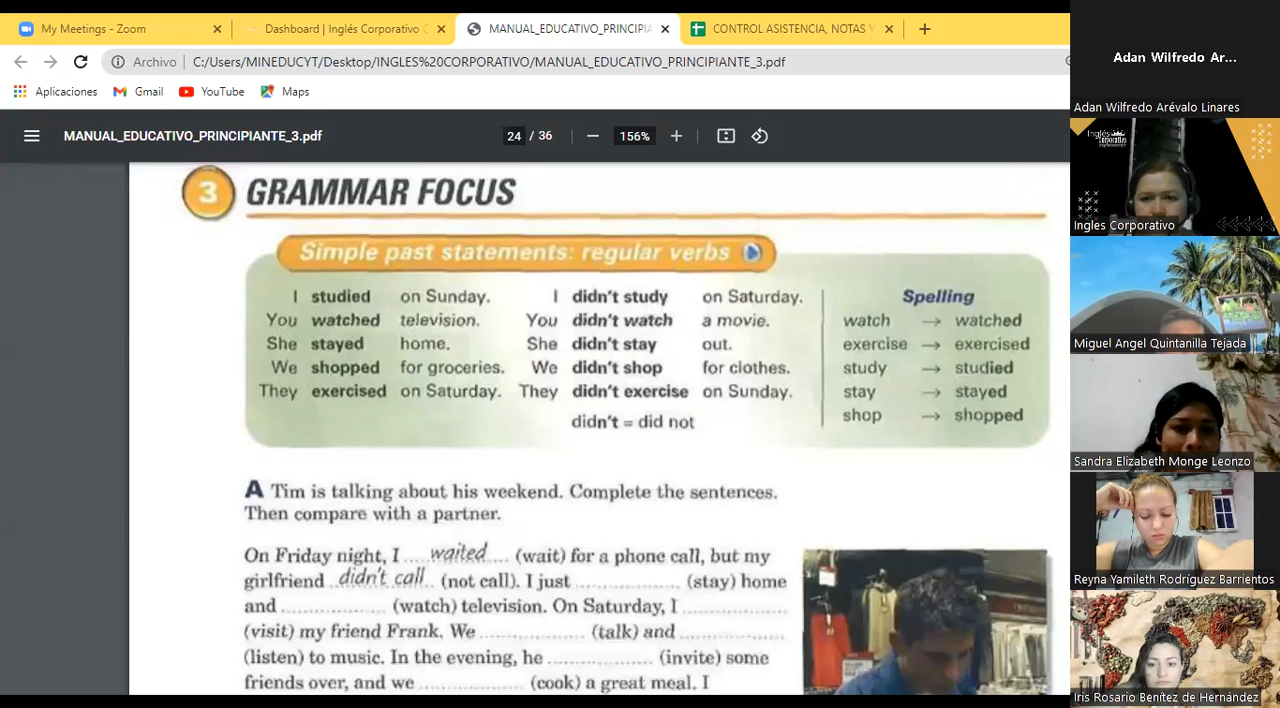 My Meetings - Zoom
Dashboard | Inglés Corporativo C
MANUAL_EDUCATIVO_PRINCIPIA
CONTROL ASISTENCIA, NOTAS Y
Archivo C:/Users/MINEDUCYT/Desktop/INGLES%20CORPORATIVO/MANUAL_EDUCATIVO_PRINCIPIANTE_3.pdf
Aplicaciones Gmail YouTube Maps
MANUAL_EDUCATIVO_PRINCIPIANTE_3.pdf 24 / 36 156%
3 GRAMMAR FOCUS
Simple past statements: regular verbs
I studied on Sunday. I didn't study on Saturday. Spelling
You watched television. You didn't watch a movie. watch → watched
She stayed home. She didn't stay out. exercise → exercised
We shopped for groceries. We didn't shop for clothes. study → studied
They exercised on Saturday. They didn't exercise on Sunday. stay → stayed
didn't = did not shop → shopped
A Tim is talking about his weekend. Complete the sentences.
Then compare with a partner.
On Friday night, I ...waited... (wait) for a phone call, but my
girlfriend ..didn't call.. (not call). I just ............... (stay) home
and ............... (watch) television. On Saturday, I ...............
(visit) my friend Frank. We ............... (talk) and ...............
(listen) to music. In the evening, he ............... (invite) some
friends over, and we ............... (cook) a great meal. I
Adan Wilfredo Ar...
Adan Wilfredo Arévalo Linares
Inglés
Corporativo
Ingles Corporativo
Miguel Angel Quintanilla Tejada
Sandra Elizabeth Monge Leonzo
Reyna Yamileth Rodríguez Barrientos
Iris Rosario Benítez de Hernández